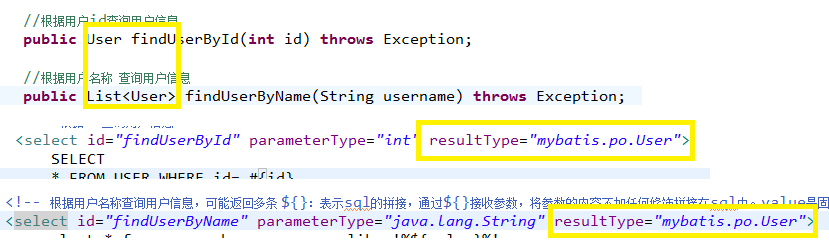 //根据用户id查询用户信息
public User findUserById(int id) throws Exception;
//根据用户名称 查询用户信息
public List<User> findUserByName(String username) throws Exception;
<select id="findUserById" parameterType="int" resultType="mybatis.po.User">
SELECT
* FROM USER WHERE id= #{id}
<!-- 根据用户名称查询用户信息，可能返回多条 ${}：表示sql的拼接，通过${}接收参数，将参数的内容不加任何修饰拼接在sql中。value是固
<select id="findUserByName" parameterType="java.lang.String" resultType="mybatis.po.User">